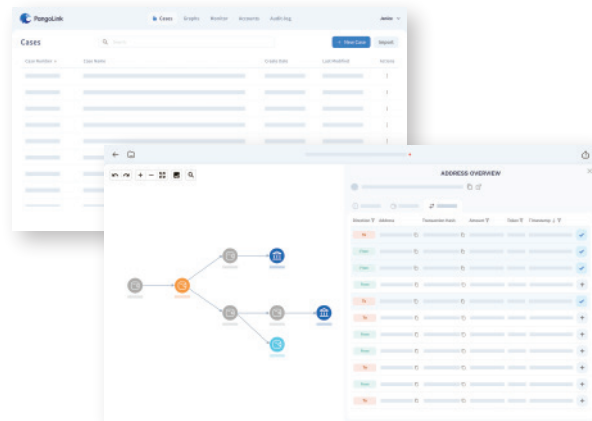 PangoLink
Cases Graphs Monitor Accounts Audit log
Cases
Search
+ New Case
Import
Case Number Case Name Create Date Last Modified Actions
ADDRESS OVERVIEW
Direction Address Transaction Hash Amount Token Timestamp
To
From
From
From
To
To
From
From
To
From
To